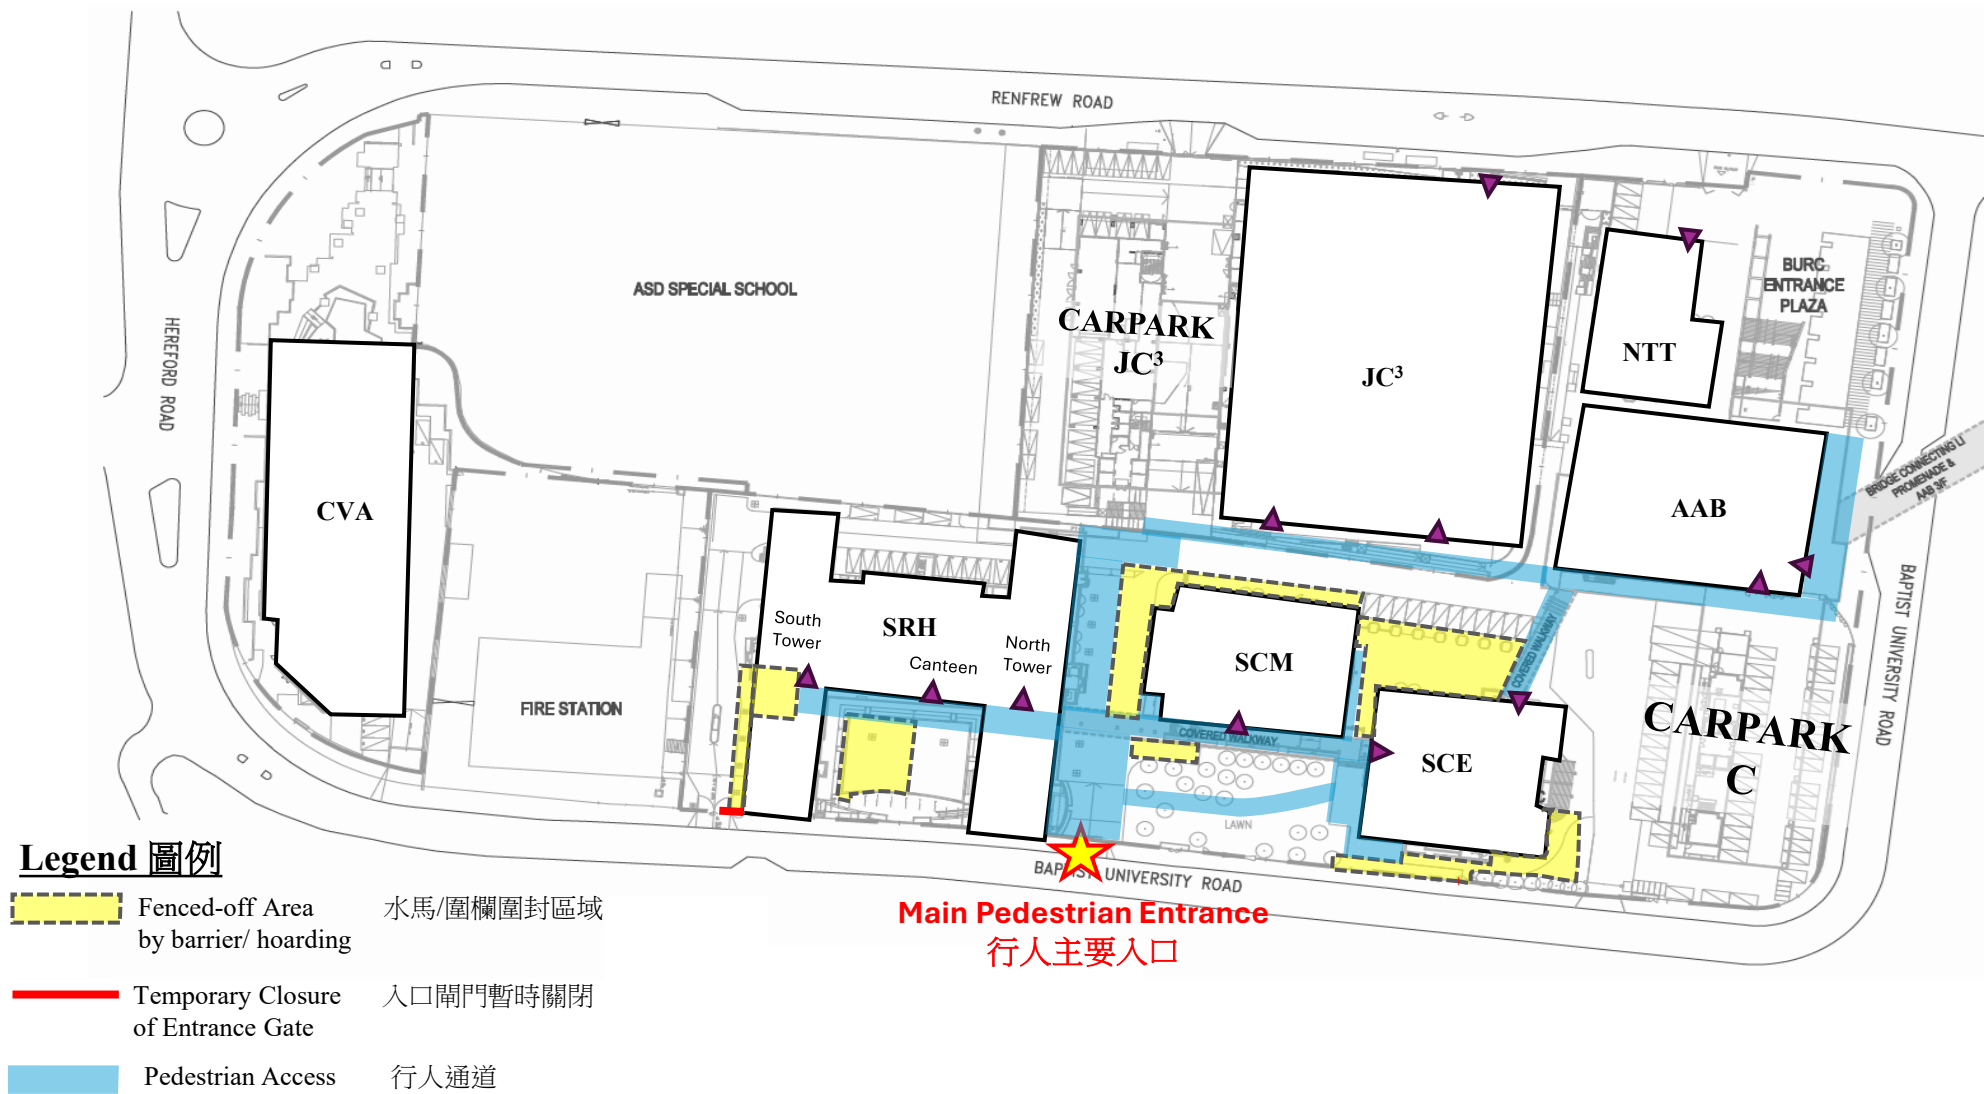 RENFREW ROAD
HEREFORD ROAD
ASD SPECIAL SCHOOL
CARPARK
JC³
JC³
NTT
BURC
ENTRANCE
PLAZA
BRIDGE CONNECTING LI
PROMENADE &
AAB 3/F
AAB
CVA
South
Tower
SRH
Canteen
North
Tower
SCM
COVERED WALKWAY
COVERED WALKWAY
SCE
CARPARK
C
FIRE STATION
LAWN
BAPTIST UNIVERSITY ROAD
BAPTIST UNIVERSITY ROAD
Main Pedestrian Entrance
行人主要入口
Legend 圖例
Fenced-off Area 水馬/圍欄圍封區域
by barrier/ hoarding
Temporary Closure 入口閘門暫時關閉
of Entrance Gate
Pedestrian Access 行人通道